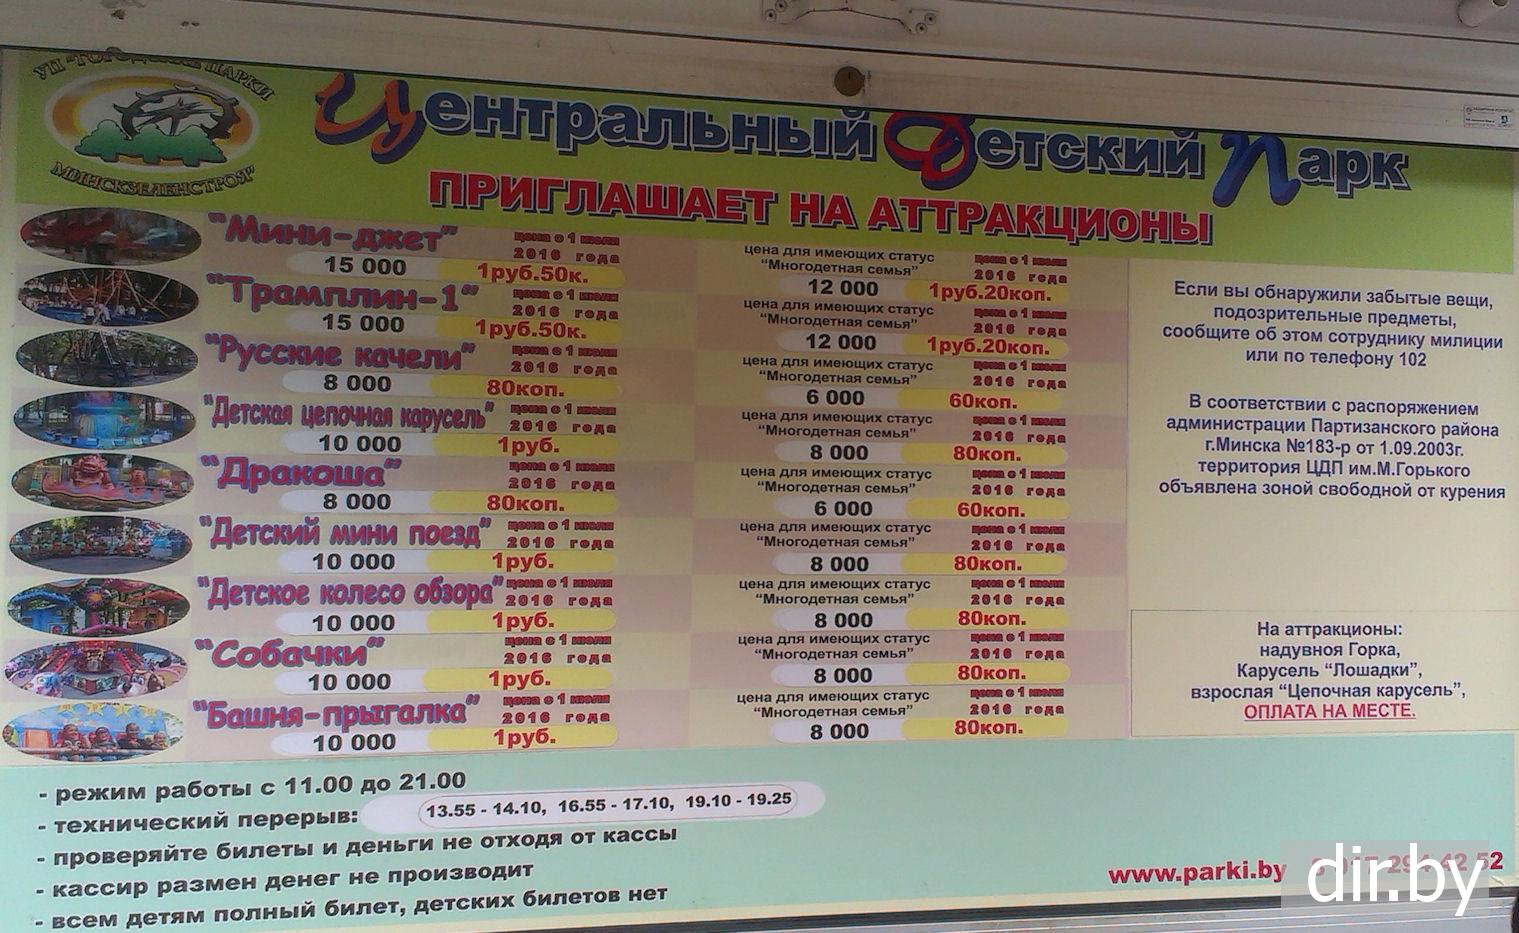 УП "ГОРОДСКИЕ ПАРКИ
МИНСКЗЕЛЕНСТРОЯ"
Центральный Детский Парк
ПРИГЛАШАЕТ НА АТТРАКЦИОНЫ
"Мини-джет" цена с 1 июля 2016 года
15 000 1руб.50к.
цена для имеющих статус "Многодетная семья" цена с 1 июля 2016 года
12 000 1руб.20коп.
"Трамплин-1" цена с 1 июля 2016 года
15 000 1руб.50к.
цена для имеющих статус "Многодетная семья" цена с 1 июля 2016 года
12 000 1руб.20коп.
"Русские качели" цена с 1 июля 2016 года
8 000 80коп.
цена для имеющих статус "Многодетная семья" цена с 1 июля 2016 года
6 000 60коп.
"Детская цепочная карусель" цена с 1 июля 2016 года
10 000 1руб.
цена для имеющих статус "Многодетная семья" цена с 1 июля 2016 года
8 000 80коп.
"Дракоша" цена с 1 июля 2016 года
8 000 80коп.
цена для имеющих статус "Многодетная семья" цена с 1 июля 2016 года
6 000 60коп.
"Детский мини поезд" цена с 1 июля 2016 года
10 000 1руб.
цена для имеющих статус "Многодетная семья" цена с 1 июля 2016 года
8 000 80коп.
"Детское колесо обзора" цена с 1 июля 2016 года
10 000 1руб.
цена для имеющих статус "Многодетная семья" цена с 1 июля 2016 года
8 000 80коп.
"Собачки" цена с 1 июля 2016 года
10 000 1руб.
цена для имеющих статус "Многодетная семья" цена с 1 июля 2016 года
8 000 80коп.
"Башня-прыгалка" цена с 1 июля 2016 года
10 000 1руб.
цена для имеющих статус "Многодетная семья" цена с 1 июля 2016 года
8 000 80коп.
Если вы обнаружили забытые вещи,
подозрительные предметы,
сообщите об этом сотруднику милиции
или по телефону 102
В соответствии с распоряжением
администрации Партизанского района
г.Минска №183-р от 1.09.2003г.
территория ЦДП им.М.Горького
объявлена зоной свободной от курения
На аттракционы:
надувноя Горка,
Карусель "Лошадки",
взрослая "Цепочная карусель",
ОПЛАТА НА МЕСТЕ.
- режим работы с 11.00 до 21.00
- технический перерыв: 13.55 - 14.10, 16.55 - 17.10, 19.10 - 19.25
- проверяйте билеты и деньги не отходя от кассы
- кассир размен денег не производит
- всем детям полный билет, детских билетов нет
www.parki.by 294 42 52
dir.by